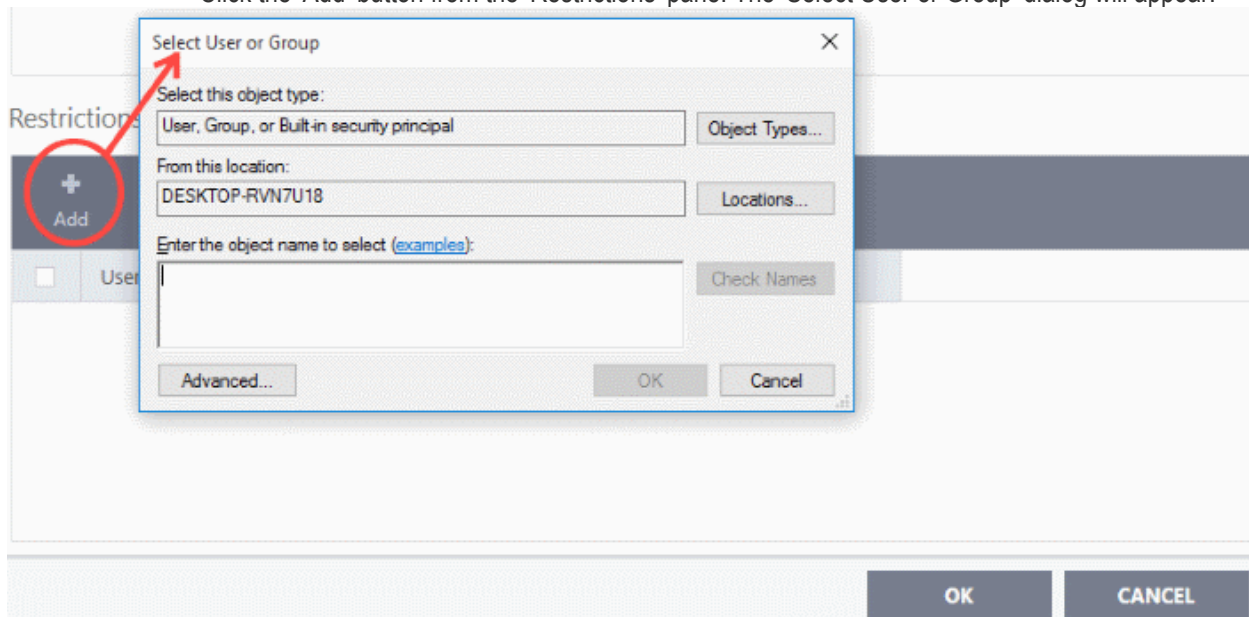 Click the 'Add' button from the 'Restrictions' pane. The 'Select User or Group' dialog will appear:
Select User or Group
Select this object type:
User, Group, or Built-in security principal
Object Types...
Restrictions
From this location:
DESKTOP-RVN7U18
Locations...
Add
Enter the object name to select (examples):
User
Check Names
Advanced...
OK
Cancel
OK
CANCEL